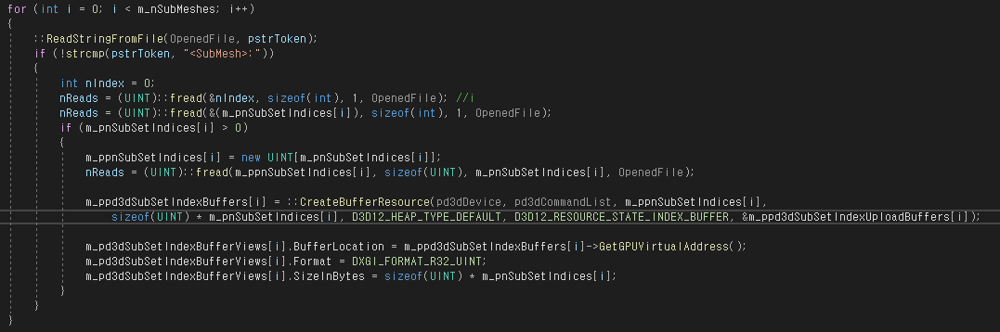 for (int i = 0; i < m_nSubMeshes; i++)
{
::ReadStringFromFile(OpenedFile, pstrToken);
if (!strcmp(pstrToken, "<SubMesh>:"))
{
int nIndex = 0;
nReads = (UINT)::fread(&nIndex, sizeof(int), 1, OpenedFile); //i
nReads = (UINT)::fread(&(m_pnSubSetIndices[i]), sizeof(int), 1, OpenedFile);
if (m_pnSubSetIndices[i] > 0)
{
m_ppnSubSetIndices[i] = new UINT[m_pnSubSetIndices[i]];
nReads = (UINT)::fread(m_ppnSubSetIndices[i], sizeof(UINT), m_pnSubSetIndices[i], OpenedFile);
m_ppd3dSubSetIndexBuffers[i] = ::CreateBufferResource(pd3dDevice, pd3dCommandList, m_ppnSubSetIndices[i],
sizeof(UINT) * m_pnSubSetIndices[i], D3D12_HEAP_TYPE_DEFAULT, D3D12_RESOURCE_STATE_INDEX_BUFFER, &m_ppd3dSubSetIndexUploadBuffers[i]);
m_pd3dSubSetIndexBufferViews[i].BufferLocation = m_ppd3dSubSetIndexBuffers[i]->GetGPUVirtualAddress();
m_pd3dSubSetIndexBufferViews[i].Format = DXGI_FORMAT_R32_UINT;
m_pd3dSubSetIndexBufferViews[i].SizeInBytes = sizeof(UINT) * m_pnSubSetIndices[i];
}
}
}